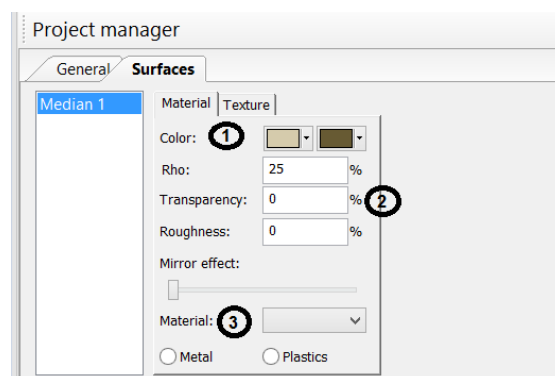 Project manager
General Surfaces
Median 1
Material Texture
Color: 1
Rho: 25 %
Transparency: 0 % 2
Roughness: 0 %
Mirror effect:
Material: 3
Metal Plastics